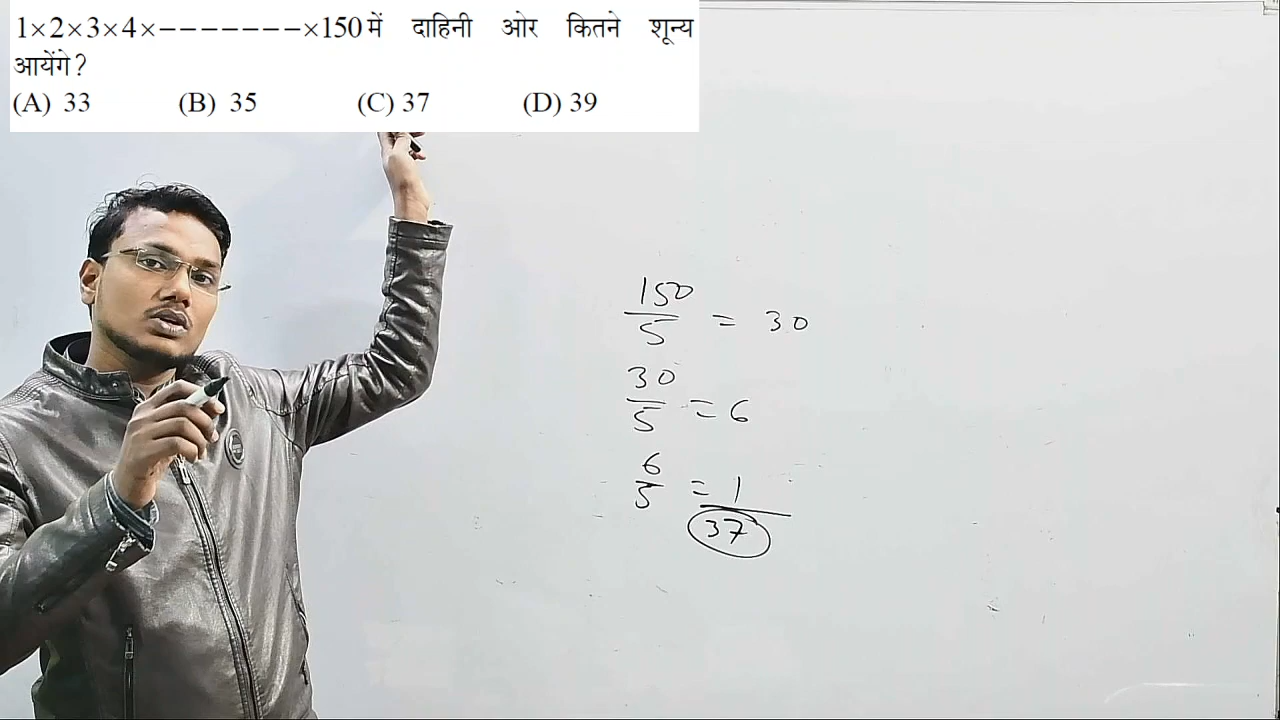 1×2×3×4×−−−−−−−×150 में दाहिनी ओर कितने शून्य
आयेंगे?
(A) 33 (B) 35 (C) 37 (D) 39
150/5 = 30
30/5 = 6
6/5 = 1
37